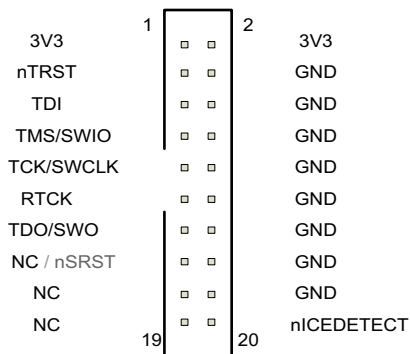 1 2
3V3 3V3
nTRST GND
TDI GND
TMS/SWIO GND
TCK/SWCLK GND
RTCK GND
TDO/SWO GND
NC / nSRST GND
NC GND
NC nICEDETECT
19 20